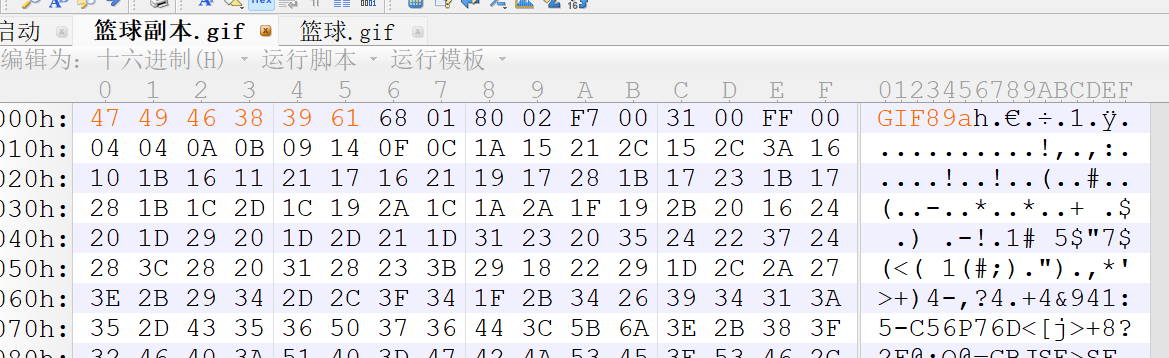 启动 篮球副本.gif 篮球.gif
编辑为: 十六进制(H) 运行脚本 运行模板
0 1 2 3 4 5 6 7 8 9 A B C D E F 0123456789ABCDEF
000h: 47 49 46 38 39 61 68 01 80 02 F7 00 31 00 FF 00 GIF89ah.€.÷.1.ÿ.
010h: 04 04 0A 0B 09 14 0F 0C 1A 15 21 2C 15 2C 3A 16 ..........!,.,:.
020h: 10 1B 16 11 21 17 16 21 19 17 28 1B 17 23 1B 17 ....!..!..(..#..
030h: 28 1B 1C 2D 1C 19 2A 1C 1A 2A 1F 19 2B 20 16 24 (..-..*..*..+ .$
040h: 20 1D 29 20 1D 2D 21 1D 31 23 20 35 24 22 37 24 .) .-!.1# 5$"7$
050h: 28 3C 28 20 31 28 23 3B 29 18 22 29 1D 2C 2A 27 (<( 1(#;).").,*'
060h: 3E 2B 29 34 2D 2C 3F 34 1F 2B 34 26 39 34 31 3A >+)4-,?4.+4&941:
070h: 35 2D 43 35 36 50 37 36 44 3C 5B 6A 3E 2B 38 3F 5-C56P76D<[j>+8?